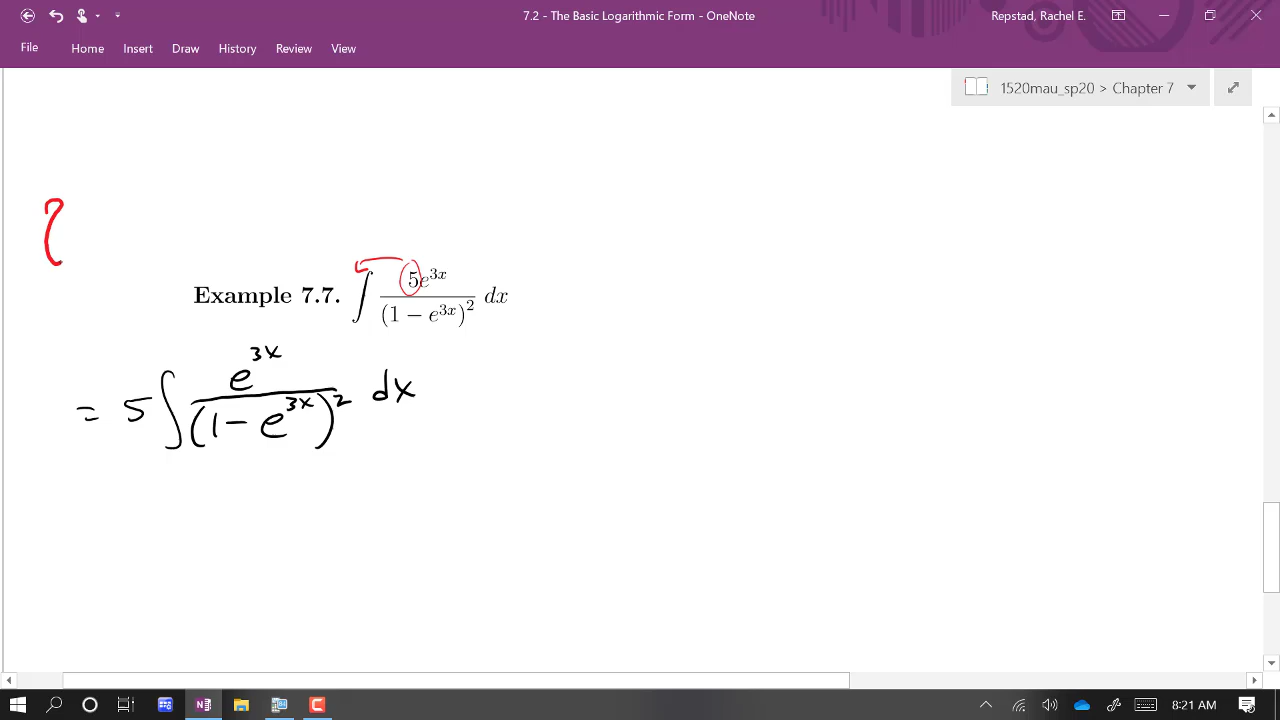 7.2 - The Basic Logarithmic Form - OneNote
Repstad, Rachel E.
File Home Insert Draw History Review View
1520mau_sp20 > Chapter 7
Example 7.7. ∫ 5e^{3x} / (1 − e^{3x})^2 dx
= 5 ∫ e^{3x} / (1 − e^{3x})^2 dx
8:21 AM